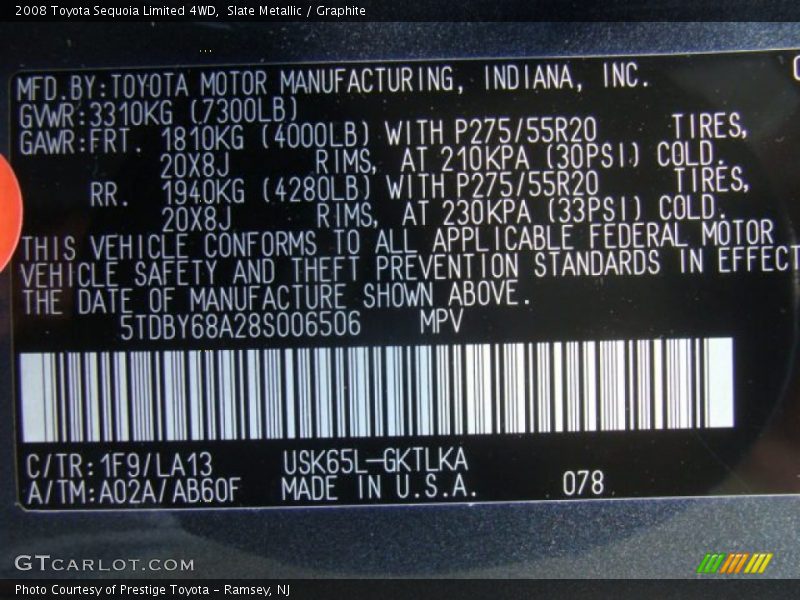 2008 Toyota Sequoia Limited 4WD,  Slate Metallic / Graphite
MFD.BY:TOYOTA MOTOR MANUFACTURING, INDIANA, INC.
GVWR:3310KG (7300LB)
GAWR:FRT. 1810KG (4000LB) WITH P275/55R20 TIRES,
20X8J RIMS, AT 210KPA (30PSI) COLD.
RR. 1940KG (4280LB) WITH P275/55R20 TIRES,
20X8J RIMS, AT 230KPA (33PSI) COLD.
THIS VEHICLE CONFORMS TO ALL APPLICABLE FEDERAL MOTOR
VEHICLE SAFETY AND THEFT PREVENTION STANDARDS IN EFFECT
THE DATE OF MANUFACTURE SHOWN ABOVE.
5TDBY68A28S006506 MPV
C/TR:1F9/LA13 USK65L-GKTLKA
A/TM:A02A/AB60F MADE IN U.S.A. 078
GTCARLOT.COM
Photo Courtesy of Prestige Toyota - Ramsey, NJ